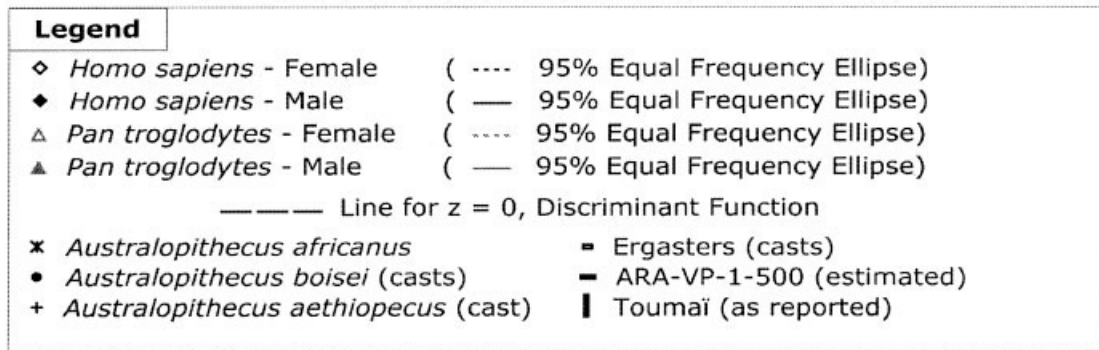 Legend
◇ Homo sapiens - Female ( ---- 95% Equal Frequency Ellipse)
◆ Homo sapiens - Male ( — 95% Equal Frequency Ellipse)
△ Pan troglodytes - Female ( ---- 95% Equal Frequency Ellipse)
▲ Pan troglodytes - Male ( — 95% Equal Frequency Ellipse)
— — — Line for z = 0, Discriminant Function
✱ Australopithecus africanus
● Australopithecus boisei (casts)
+ Australopithecus aethiopecus (cast)
▫ Ergasters (casts)
▬ ARA-VP-1-500 (estimated)
▌ Toumaï (as reported)